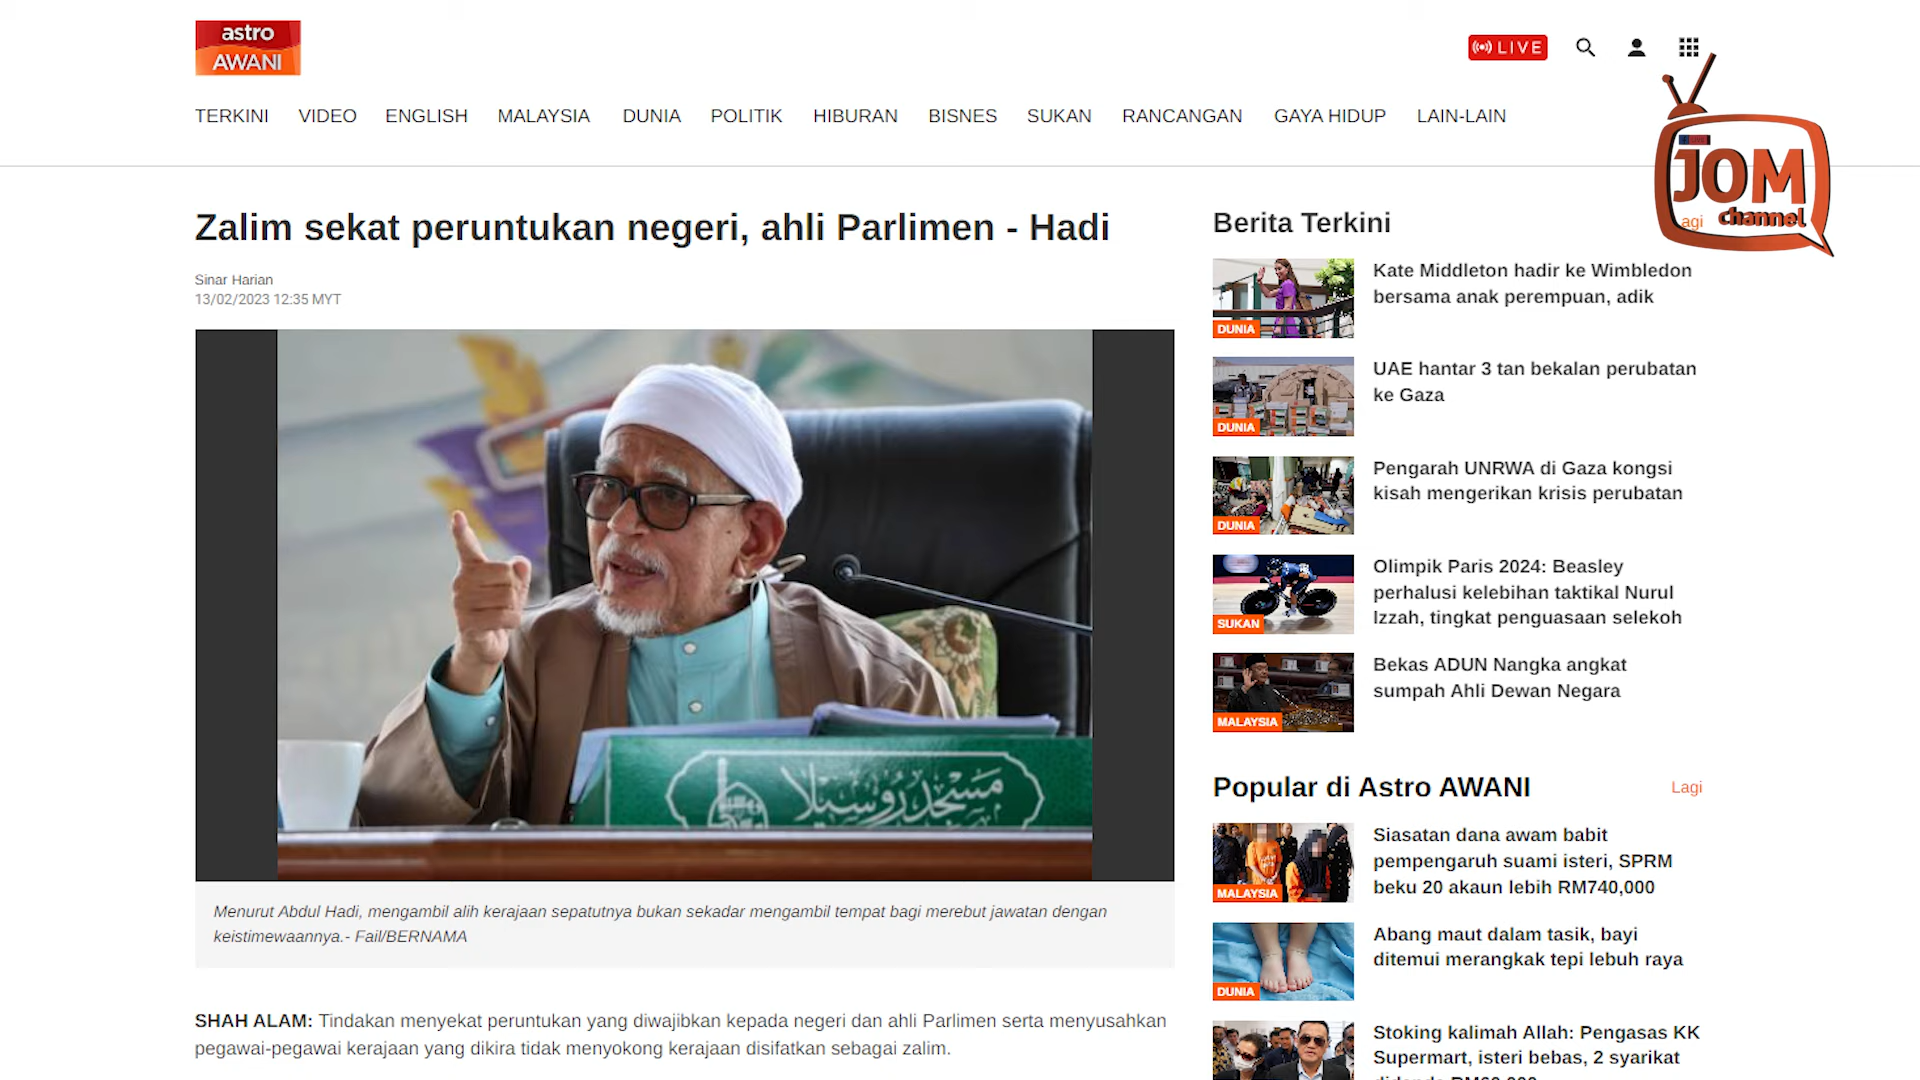 astro
AWANI
LIVE
TERKINI VIDEO ENGLISH MALAYSIA DUNIA POLITIK HIBURAN BISNES SUKAN RANCANGAN GAYA HIDUP LAIN-LAIN
JOM
channel
Zalim sekat peruntukan negeri, ahli Parlimen - Hadi
Sinar Harian
13/02/2023 12:35 MYT
مسجد روسيلا
Menurut Abdul Hadi, mengambil alih kerajaan sepatutnya bukan sekadar mengambil tempat bagi merebut jawatan dengan
keistimewaannya.- Fail/BERNAMA
SHAH ALAM: Tindakan menyekat peruntukan yang diwajibkan kepada negeri dan ahli Parlimen serta menyusahkan
pegawai-pegawai kerajaan yang dikira tidak menyokong kerajaan disifatkan sebagai zalim.
Berita Terkini
agi
Kate Middleton hadir ke Wimbledon
bersama anak perempuan, adik
DUNIA
UAE hantar 3 tan bekalan perubatan
ke Gaza
DUNIA
Pengarah UNRWA di Gaza kongsi
kisah mengerikan krisis perubatan
DUNIA
Olimpik Paris 2024: Beasley
perhalusi kelebihan taktikal Nurul
Izzah, tingkat penguasaan selekoh
SUKAN
Bekas ADUN Nangka angkat
sumpah Ahli Dewan Negara
MALAYSIA
Popular di Astro AWANI
Lagi
Siasatan dana awam babit
pempengaruh suami isteri, SPRM
beku 20 akaun lebih RM740,000
MALAYSIA
Abang maut dalam tasik, bayi
ditemui merangkak tepi lebuh raya
DUNIA
Stoking kalimah Allah: Pengasas KK
Supermart, isteri bebas, 2 syarikat